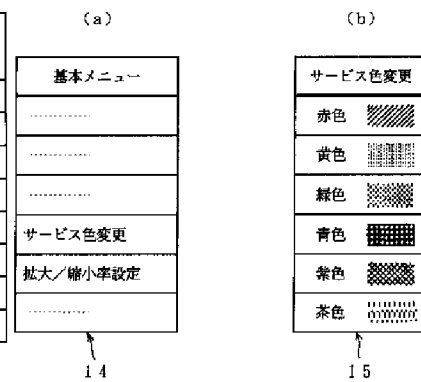 (a)
基本メニュー
…………
…………
…………
サービス色変更
拡大／縮小率設定
…………
14
(b)
サービス色変更
赤色
黄色
緑色
青色
紫色
茶色
15